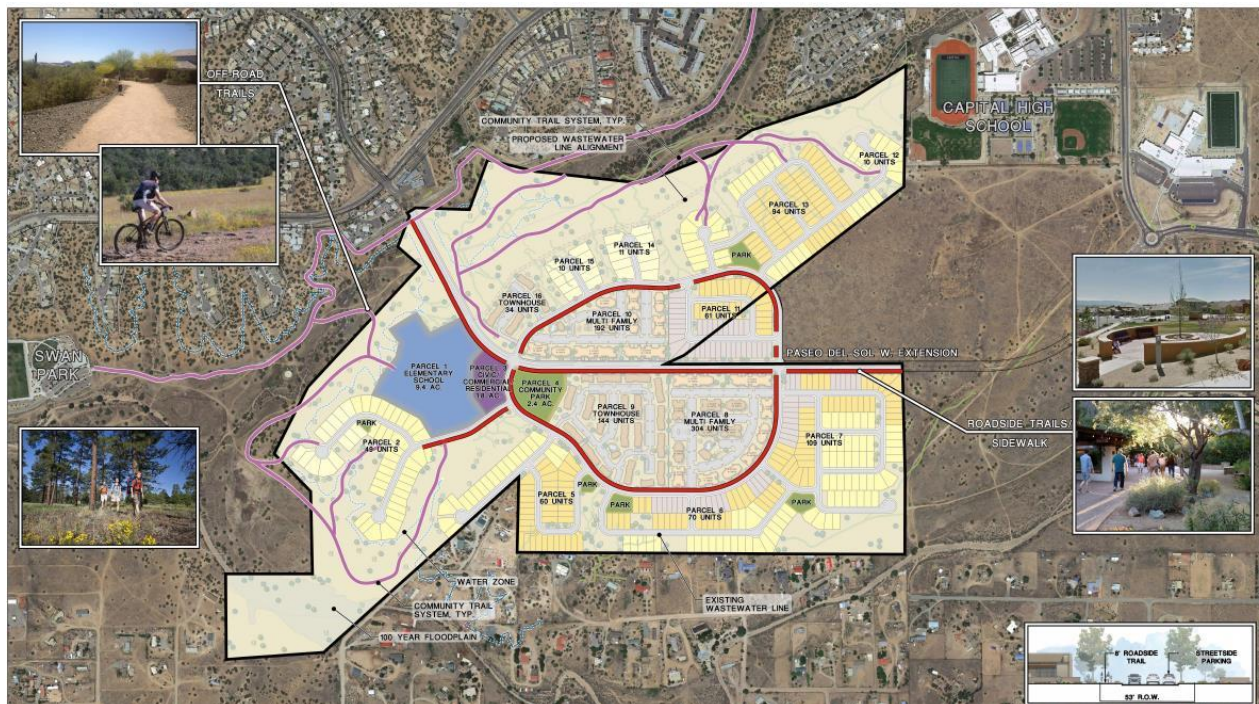 OFF-ROAD
TRAILS
COMMUNITY TRAIL SYSTEM, TYP.
PROPOSED WASTEWATER
LINE ALIGNMENT
CAPITAL HIGH
SCHOOL
PARCEL 12
10 UNITS
PARCEL 13
94 UNITS
PARCEL 14
11 UNITS
PARCEL 15
10 UNITS
PARK
PARCEL 16
TOWNHOUSE
34 UNITS
PARCEL 10
MULTI FAMILY
192 UNITS
PARCEL 11
61 UNITS
SWAN
PARK
PASEO DEL SOL W. EXTENSION
PARCEL 1
ELEMENTARY
SCHOOL
9.4 AC.
PARCEL 3
CIVIC/
COMMERCIAL
RESIDENTIAL
PARCEL 4
COMMUNITY
PARK
2.4 AC.
PARCEL 9
TOWNHOUSE
144 UNITS
PARCEL 8
MULTI FAMILY
304 UNITS
ROADSIDE TRAILS/
SIDEWALK
PARK
PARCEL 2
49 UNITS
PARCEL 7
109 UNITS
PARCEL 5
60 UNITS
PARK
PARK
PARCEL 6
70 UNITS
PARK
WATER ZONE
COMMUNITY TRAIL
SYSTEM, TYP.
EXISTING
WASTEWATER LINE
100 YEAR FLOODPLAIN
8' ROADSIDE
TRAIL
STREETSIDE
PARKING
53' R.O.W.